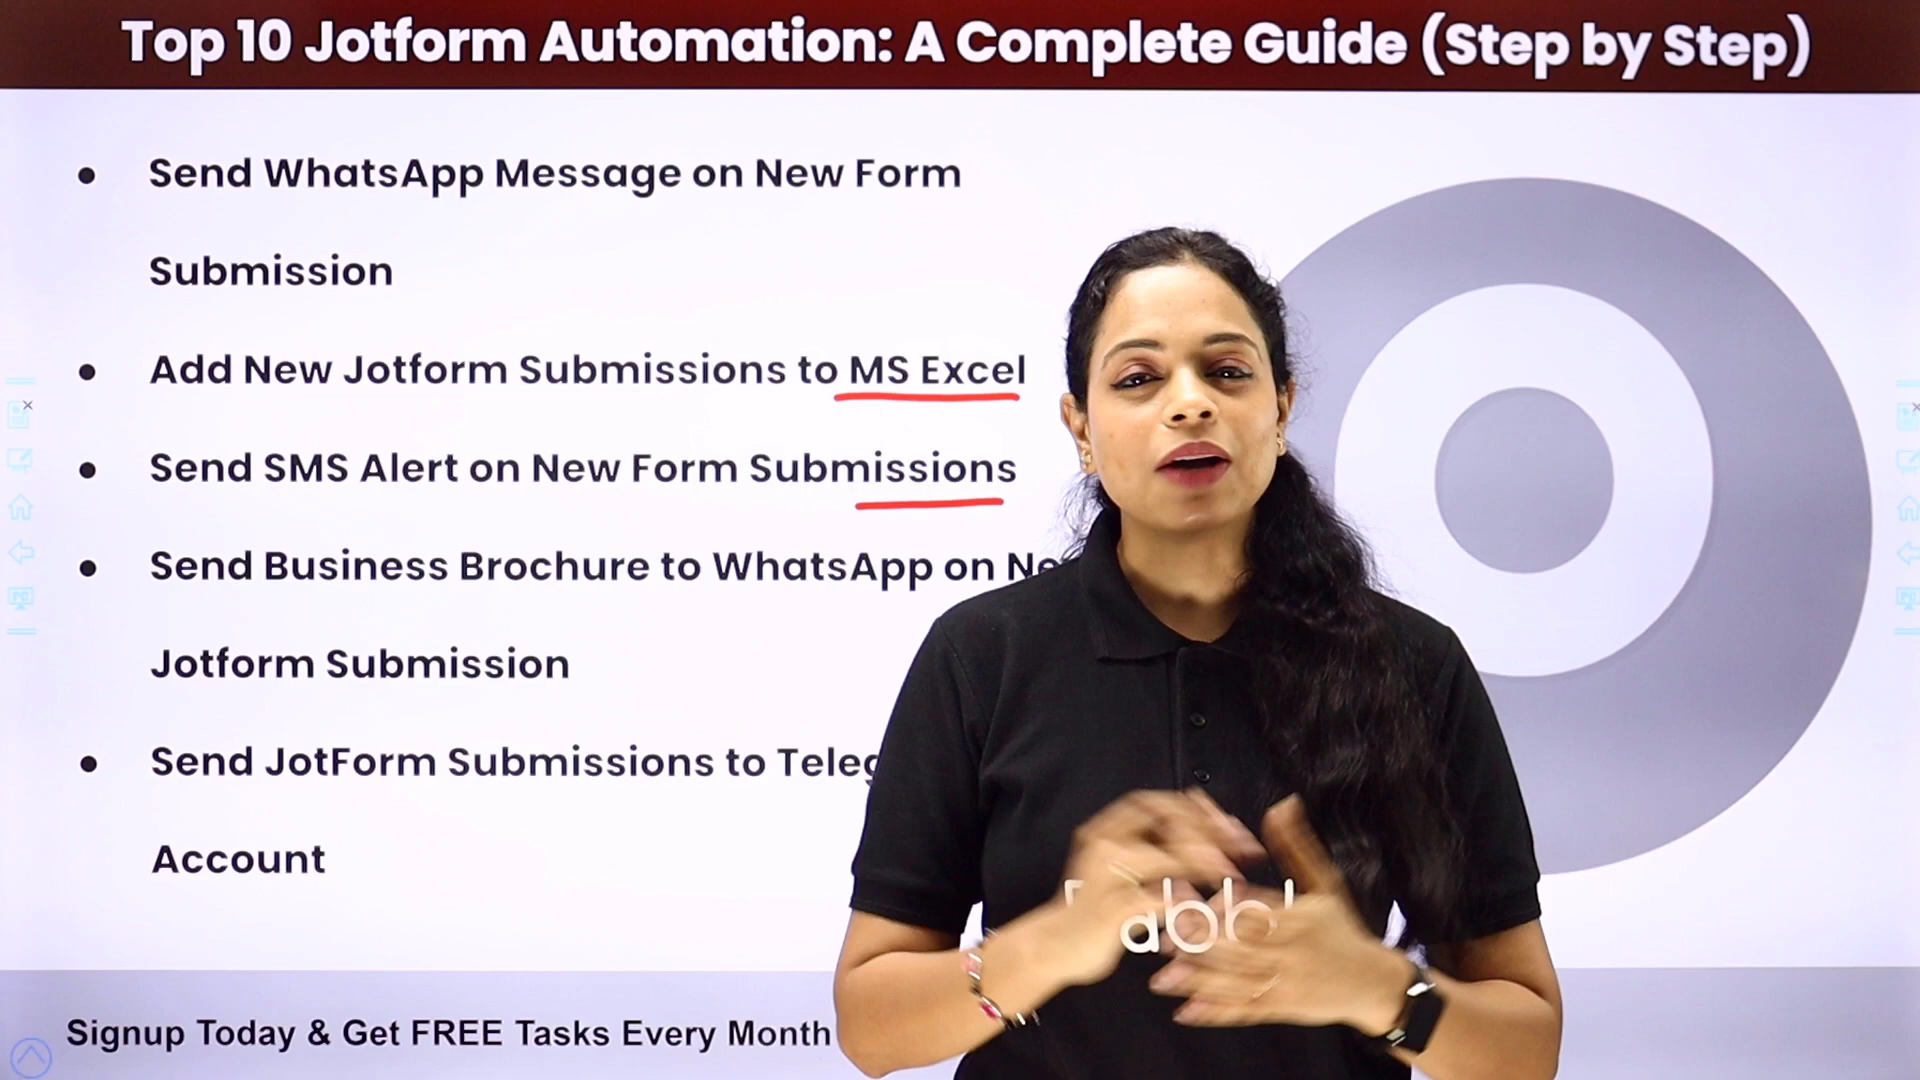 Top 10 Jotform Automation: A Complete Guide (Step by Step)
• Send WhatsApp Message on New Form
Submission
• Add New Jotform Submissions to MS Excel
• Send SMS Alert on New Form Submissions
• Send Business Brochure to WhatsApp on
Jotform Submission
• Send JotForm Submissions to
Account
Signup Today & Get FREE Tasks Every Month